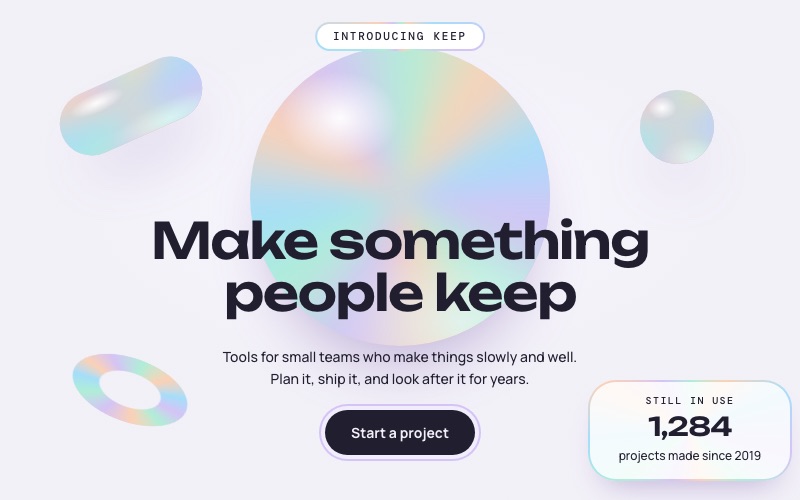 INTRODUCING KEEP
Make something
people keep
Tools for small teams who make things slowly and well.
Plan it, ship it, and look after it for years.
Start a project
STILL IN USE
1,284
projects made since 2019